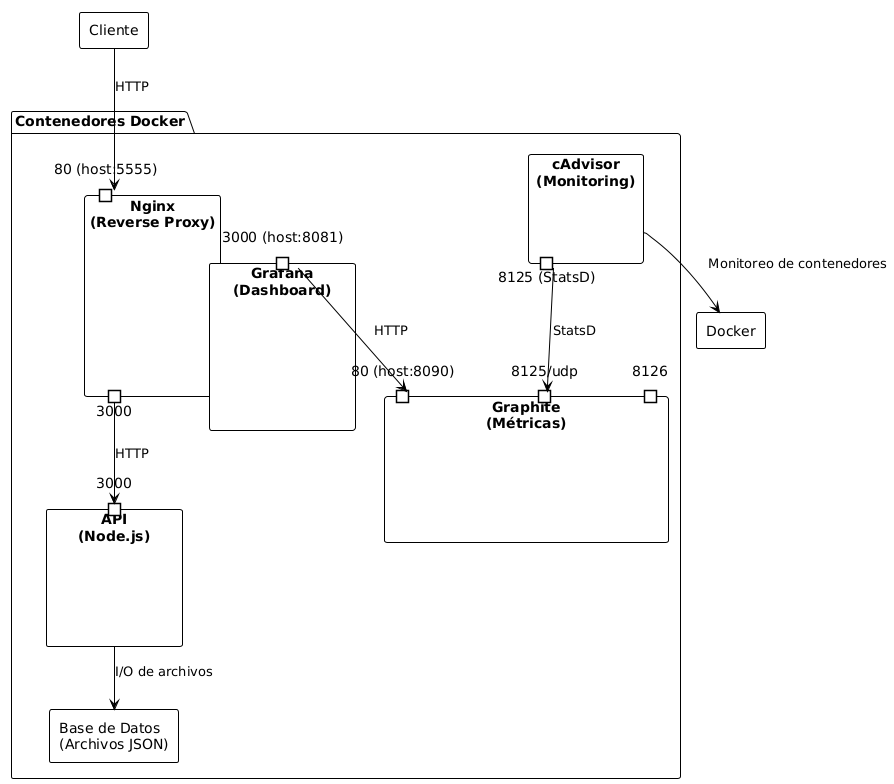 Cliente
HTTP
Contenedores Docker
80 (host:5555)
Nginx
(Reverse Proxy)
cAdvisor
(Monitoring)
3000 (host:8081)
Grafana
(Dashboard)
8125 (StatsD)
Monitoreo de contenedores
Docker
HTTP
StatsD
80 (host:8090)
8125/udp
8126
Graphite
(Métricas)
3000
HTTP
3000
API
(Node.js)
I/O de archivos
Base de Datos
(Archivos JSON)